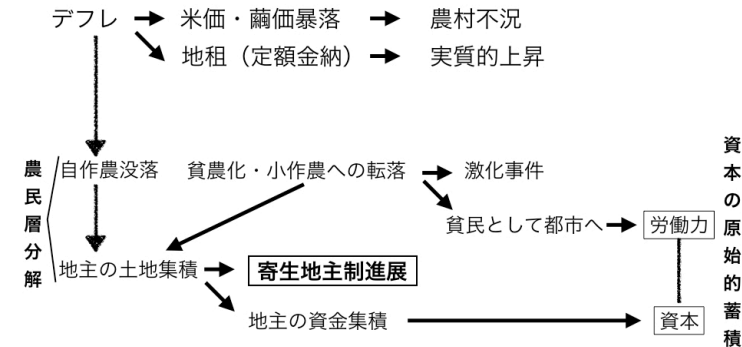 デフレ → 米価・繭価暴落 → 農村不況
地租（定額金納） → 実質的上昇
農民層分解
自作農没落 貧農化・小作農への転落 → 激化事件
貧民として都市へ → 労働力
地主の土地集積 → 寄生地主制進展
地主の資金集積 → 資本
資本の原始的蓄積